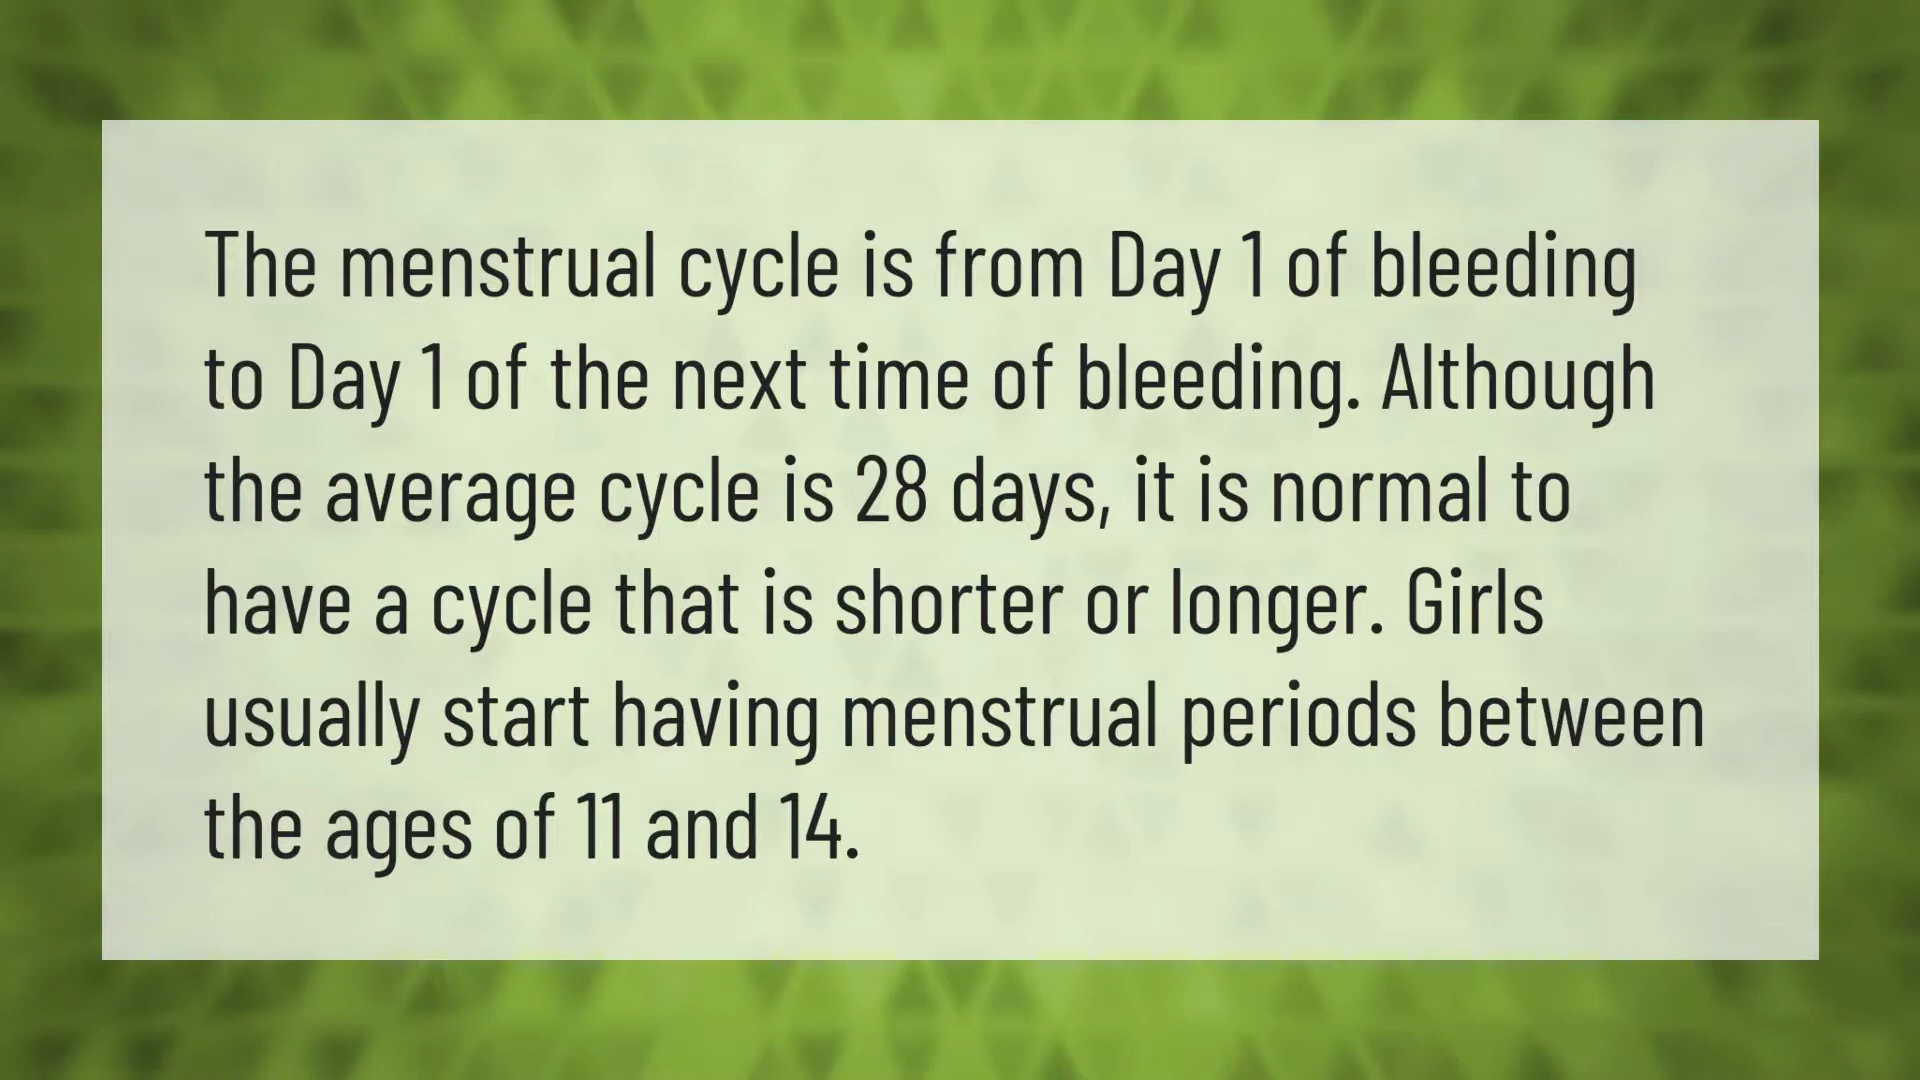 The menstrual cycle is from Day 1 of bleeding
to Day 1 of the next time of bleeding. Although
the average cycle is 28 days, it is normal to
have a cycle that is shorter or longer. Girls
usually start having menstrual periods between
the ages of 11 and 14.